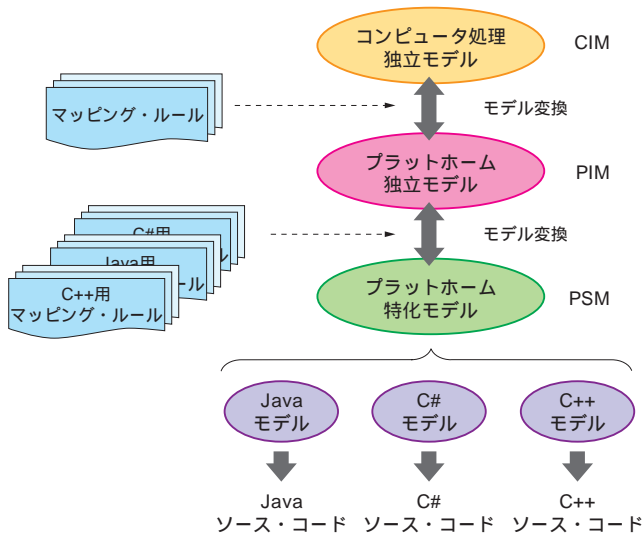 コンピュータ処理
独立モデル
CIM
マッピング・ルール
モデル変換
プラットホーム
独立モデル
PIM
C#用
ール
Java用
ール
C++用
マッピング・ルール
モデル変換
プラットホーム
特化モデル
PSM
Java
モデル
C#
モデル
C++
モデル
Java
ソース・コード
C#
ソース・コード
C++
ソース・コード